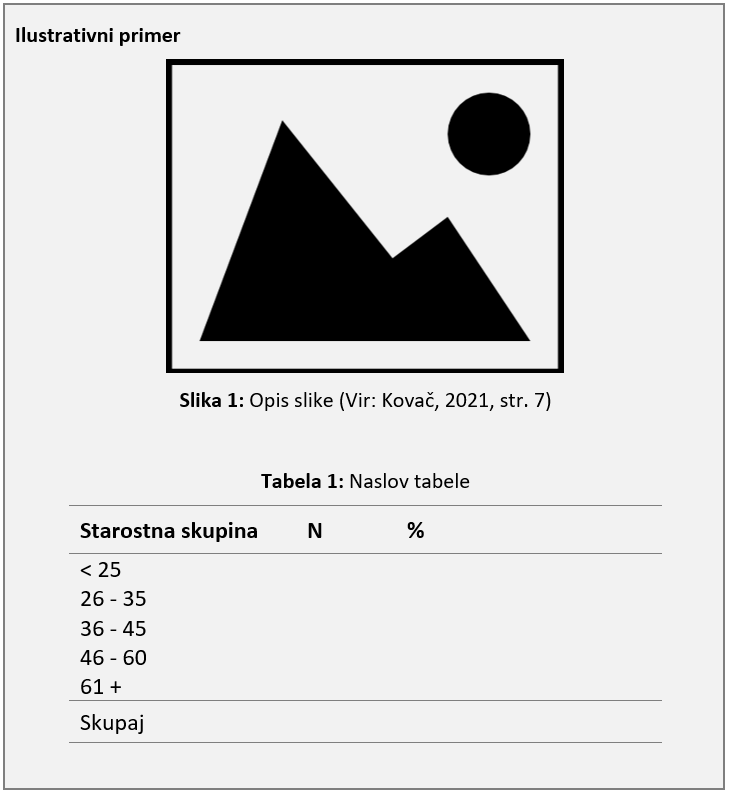 Ilustrativni primer
Slika 1: Opis slike (Vir: Kovač, 2021, str. 7)
Tabela 1: Naslov tabele
Starostna skupina N %
< 25
26 - 35
36 - 45
46 - 60
61 +
Skupaj